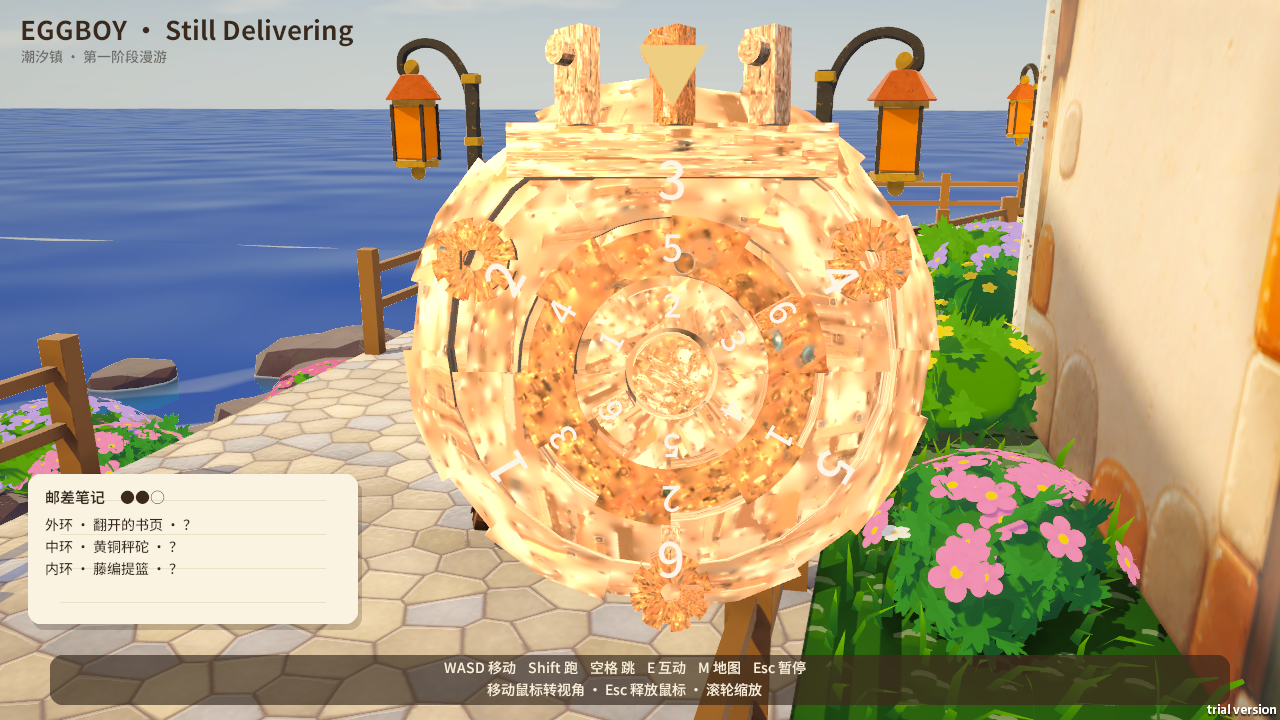 EGGBOY • Still Delivering
潮汐镇 • 第一阶段漫游
3
2
4
5
4
6
2
1
3
6
4
3
5
1
1
5
2
6
邮差笔记 ●●○
外环 • 翻开的书页 • ?
中环 • 黄铜秤砣 • ?
内环 • 藤编提篮 • ?
WASD 移动 Shift 跑 空格 跳 E 互动 M 地图 Esc 暂停
移动鼠标转视角 • Esc 释放鼠标 • 滚轮缩放
trial version